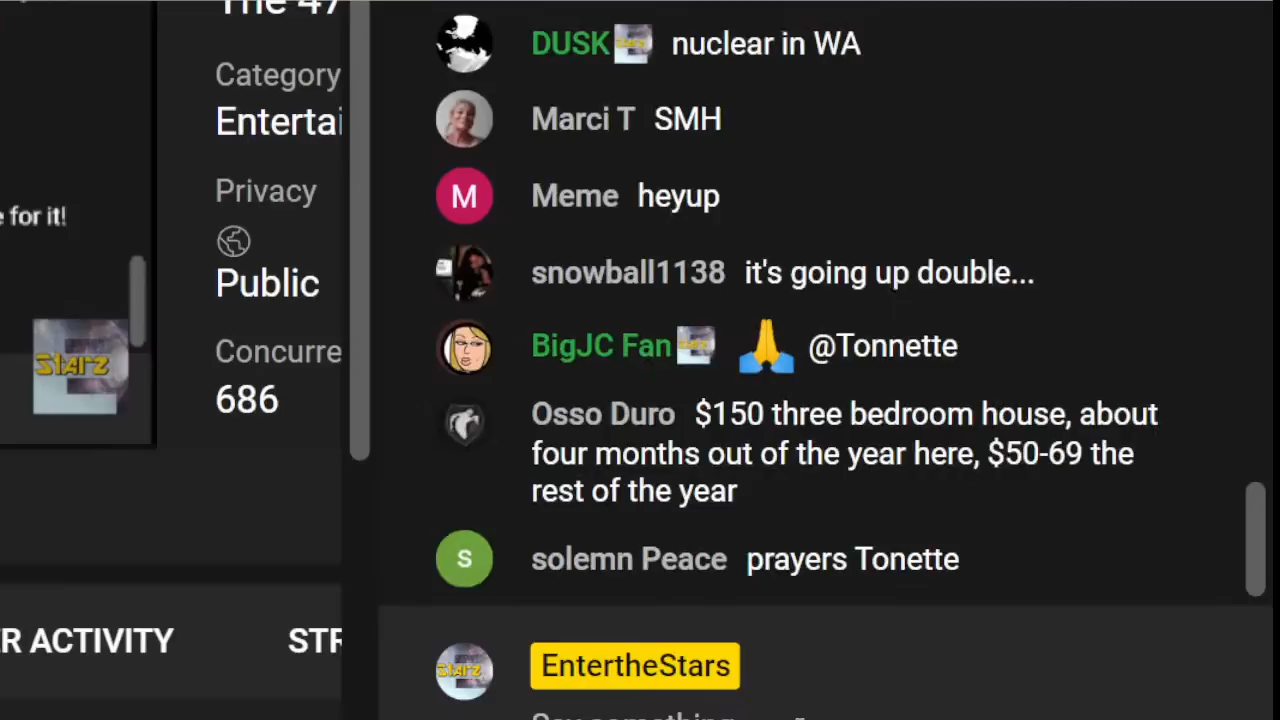 The 47
Category
Entertai
Privacy
e for it!
Public
Concurre
686
Starz
R ACTIVITY
STR
DUSK nuclear in WA
Marci T SMH
M Meme heyup
snowball1138 it's going up double...
BigJC Fan @Tonnette
Osso Duro $150 three bedroom house, about
four months out of the year here, $50-69 the
rest of the year
S solemn Peace prayers Tonette
EntertheStars
Say something